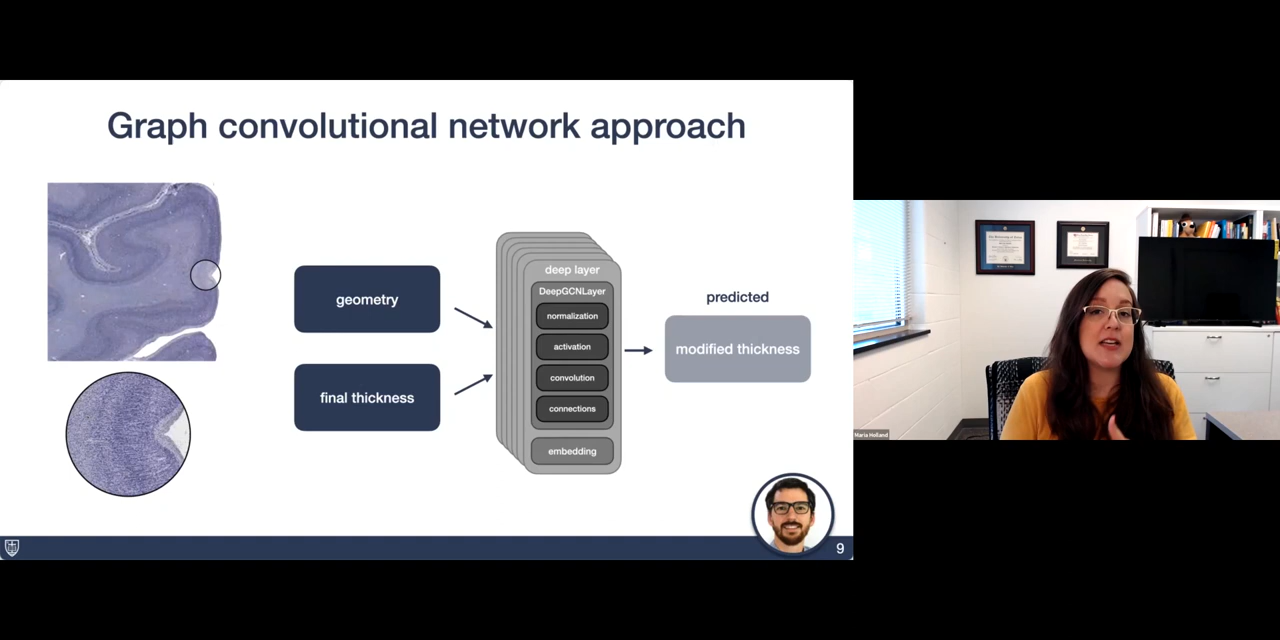 Graph convolutional network approach
geometry
final thickness
deep layer
DeepGCNLayer
normalization
activation
convolution
connections
embedding
predicted
modified thickness
9
Maria Holland